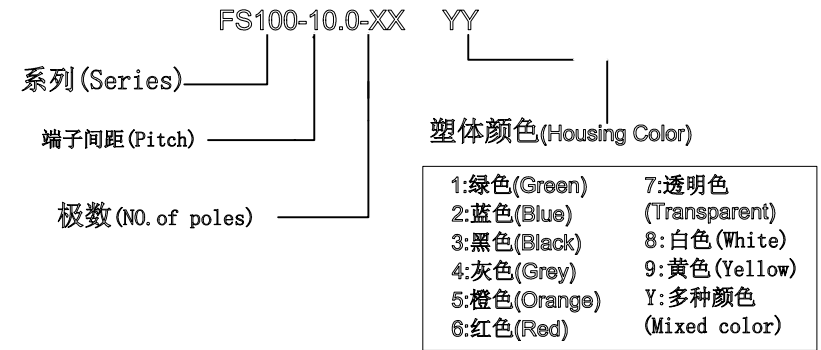 FS100-10.0-XX YY
系列(Series)
端子间距(Pitch)
极数(NO.of poles)
塑体颜色(Housing Color)
1:绿色(Green)
2:蓝色(Blue)
3:黑色(Black)
4:灰色(Grey)
5:橙色(Orange)
6:红色(Red)
7:透明色
(Transparent)
8:白色(White)
9:黄色(Yellow)
Y:多种颜色
(Mixed color)